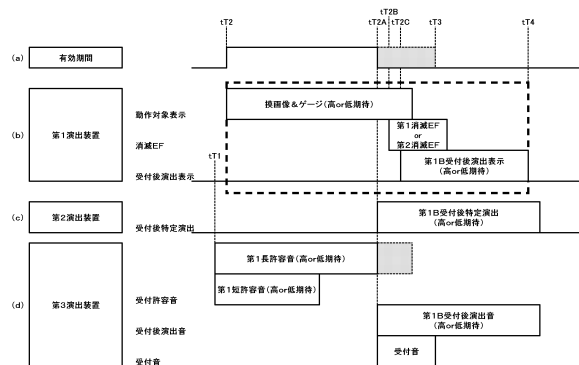 tT2
tT2B
tT2A
tT2C
tT3
tT4
(a)
有効期間
(b)
第1演出装置
動作対象表示
操画像&ゲージ(高or低期待)
消滅EF
第1消滅EF
or
第2消滅EF
tT1
受付後演出表示
第1B受付後演出表示
(高or低期待)
(c)
第2演出装置
受付後特定演出
第1B受付後特定演出
(高or低期待)
(d)
第3演出装置
第1長許容音(高or低期待)
受付許容音
第1短許容音(高or低期待)
受付後演出音
第1B受付後演出音
(高or低期待)
受付音
受付音